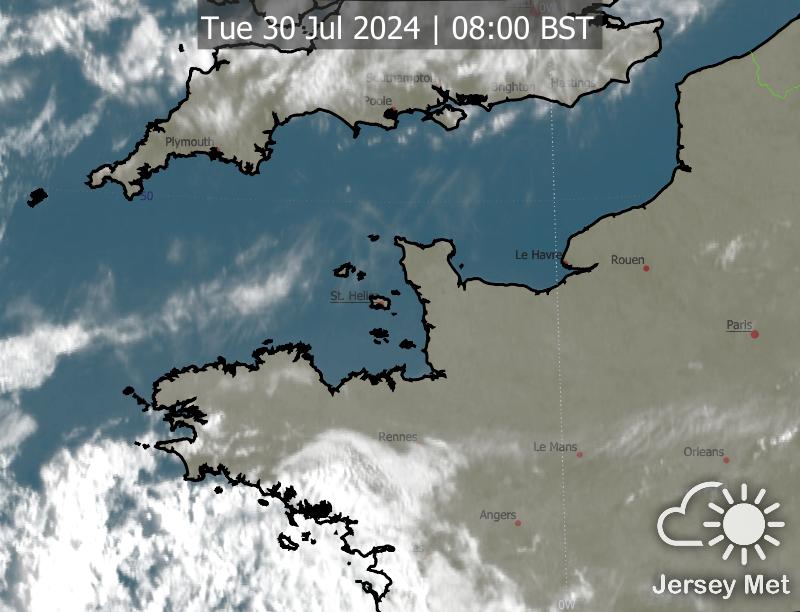 0W
Tue 30 Jul 2024 | 08:00 BST
Southampton
Brighton
Hastings
Poole
Plymouth
50
Le Havre
Rouen
St. Helier
Paris
Rennes
Le Mans
Orleans
Angers
Jersey Met
0W